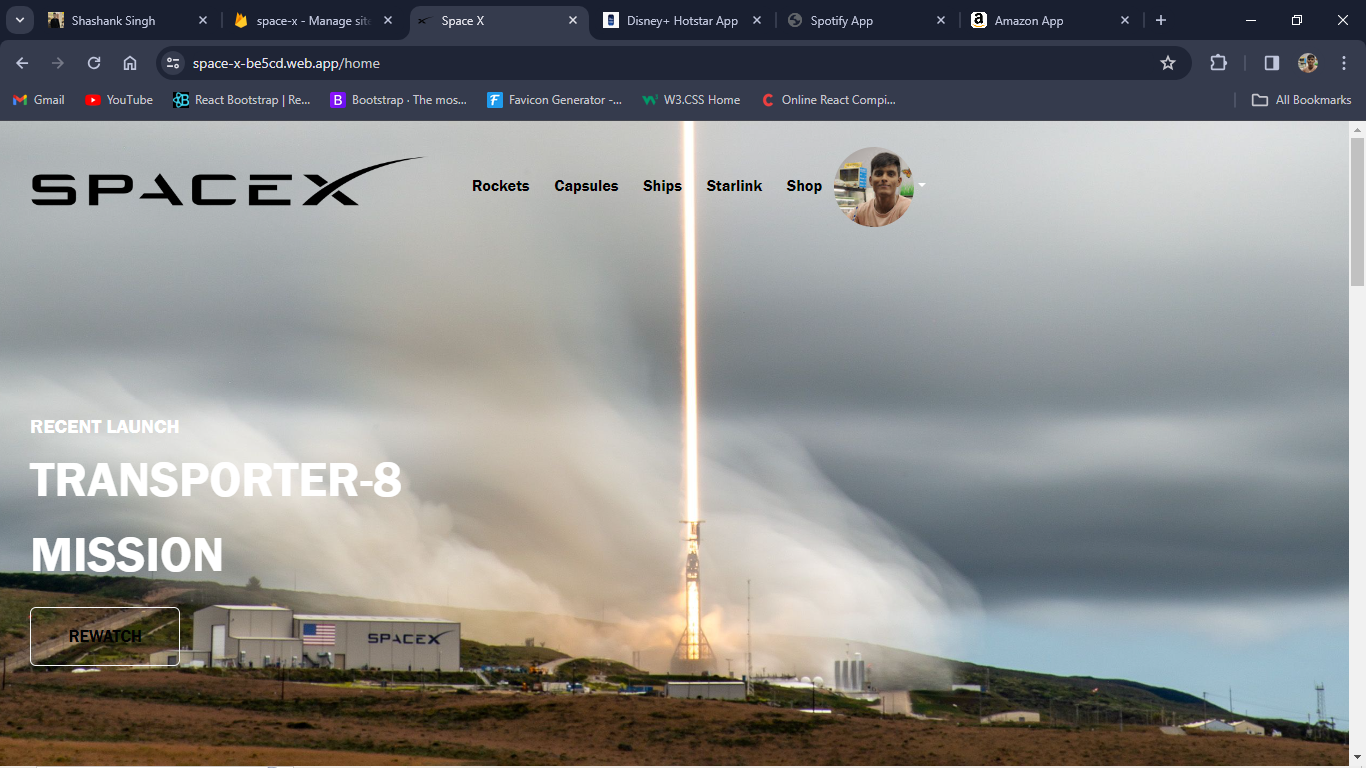 Shashank Singh
space-x - Manage site
Space X
Disney+ Hotstar App
Spotify App
Amazon App
space-x-be5cd.web.app/home
Gmail
YouTube
React Bootstrap | Re...
Bootstrap · The mos...
Favicon Generator -...
W3.CSS Home
Online React Compi...
All Bookmarks
SPACEX
Rockets Capsules Ships Starlink Shop
RECENT LAUNCH
TRANSPORTER-8
MISSION
REWATCH
SPACEX